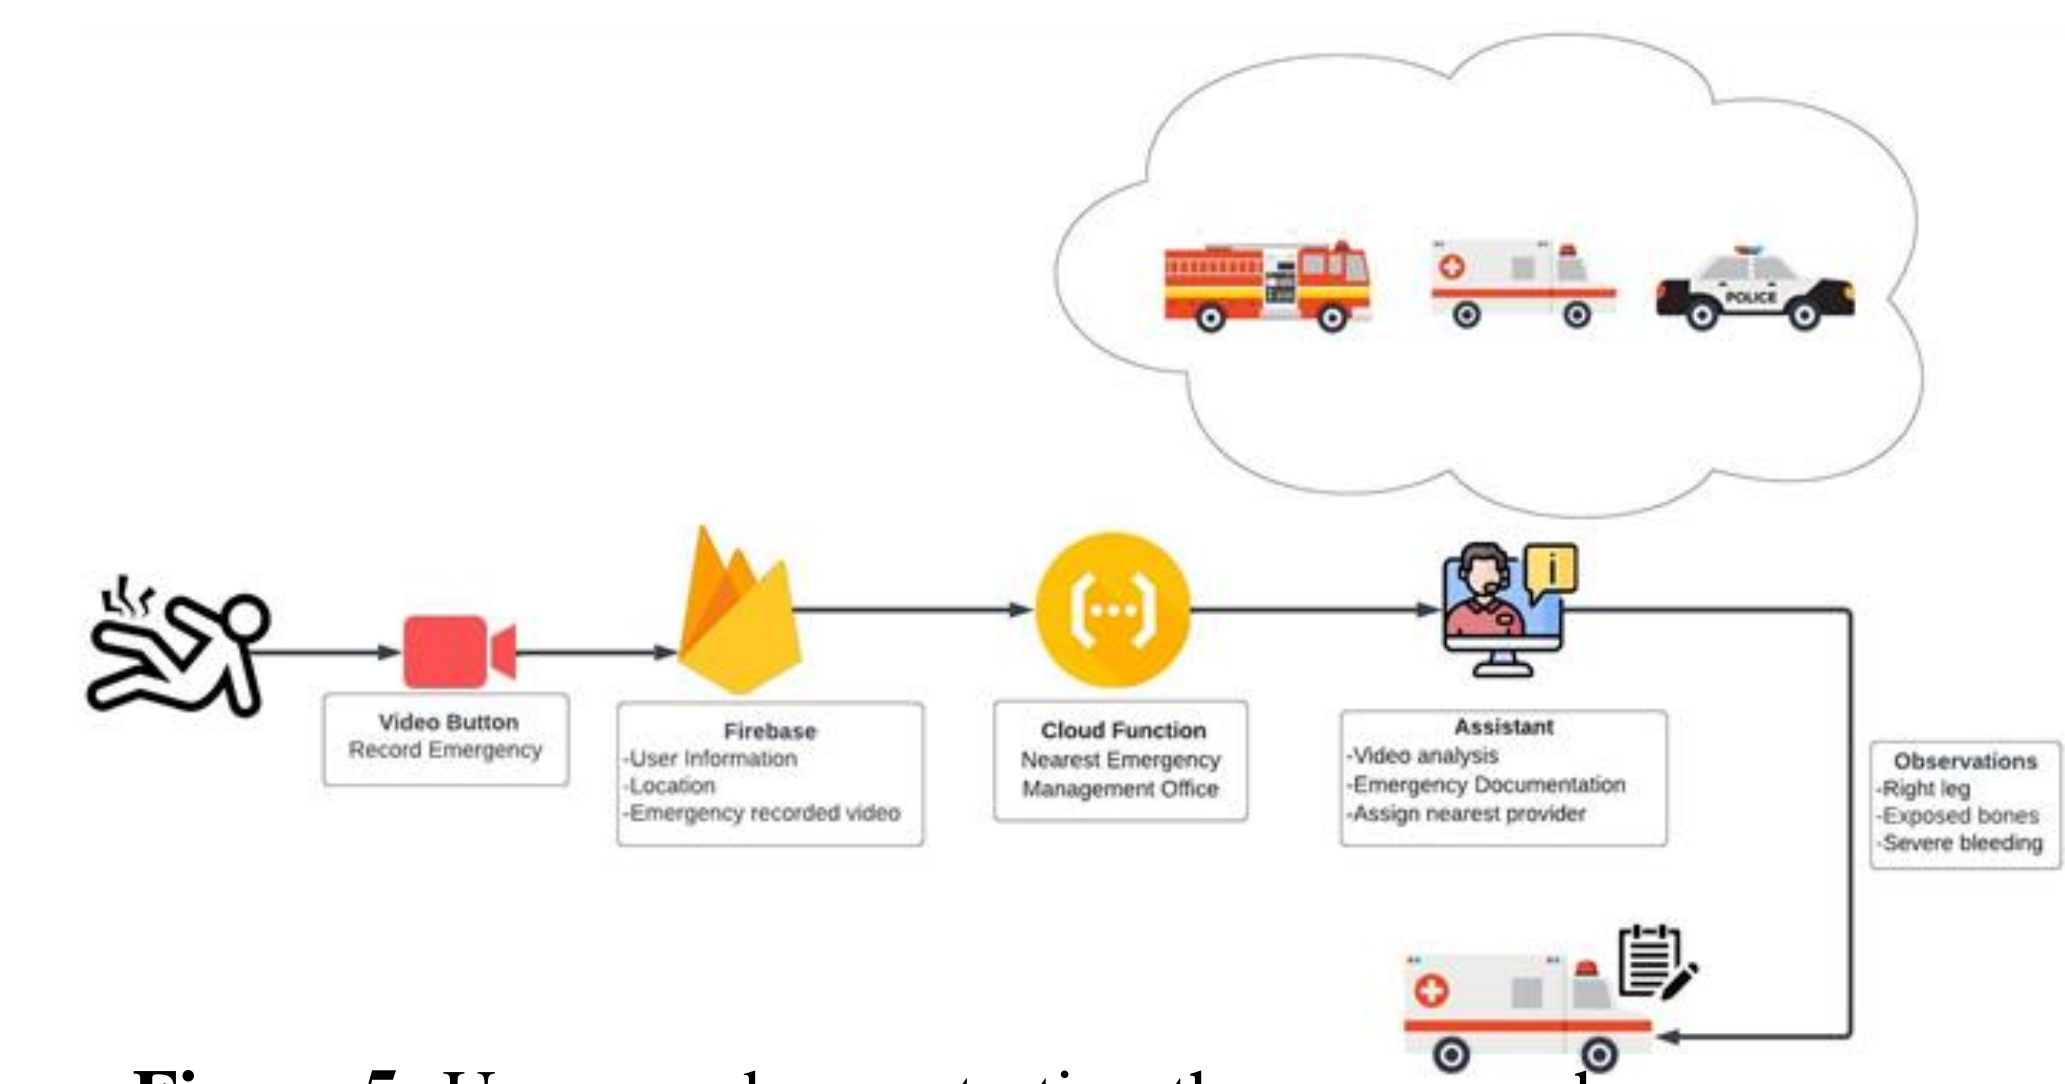 POLICE
Video Button
Record Emergency
Firebase
-User Information
-Location
-Emergency recorded video
Cloud Function
Nearest Emergency
Management Office
Assistant
-Video analysis
-Emergency Documentation
-Assign nearest provider
Observations
-Right leg
-Exposed bones
-Severe bleeding